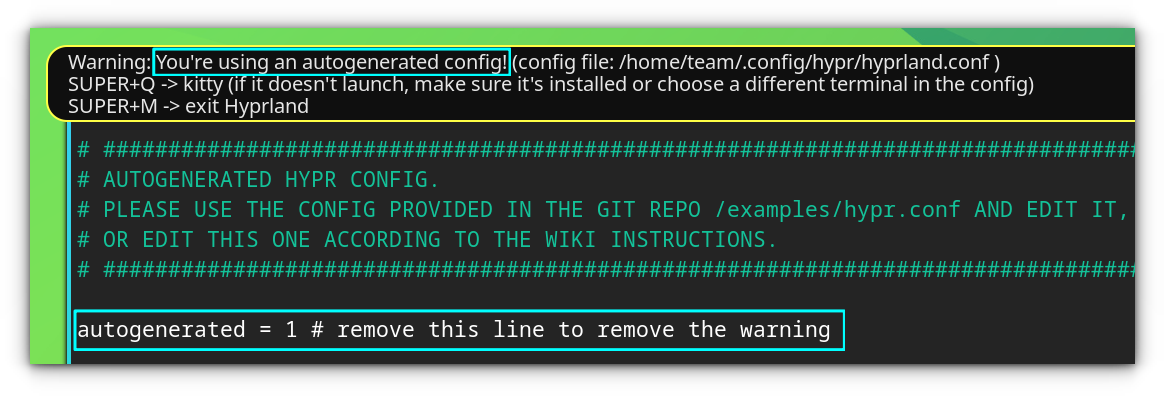 Warning: You're using an autogenerated config! (config file: /home/team/.config/hypr/hyprland.conf )
SUPER+Q -> kitty (if it doesn't launch, make sure it's installed or choose a different terminal in the config)
SUPER+M -> exit Hyprland
# ################################################################################
# AUTOGENERATED HYPR CONFIG.
# PLEASE USE THE CONFIG PROVIDED IN THE GIT REPO /examples/hypr.conf AND EDIT IT,
# OR EDIT THIS ONE ACCORDING TO THE WIKI INSTRUCTIONS.
# ################################################################################
autogenerated = 1 # remove this line to remove the warning